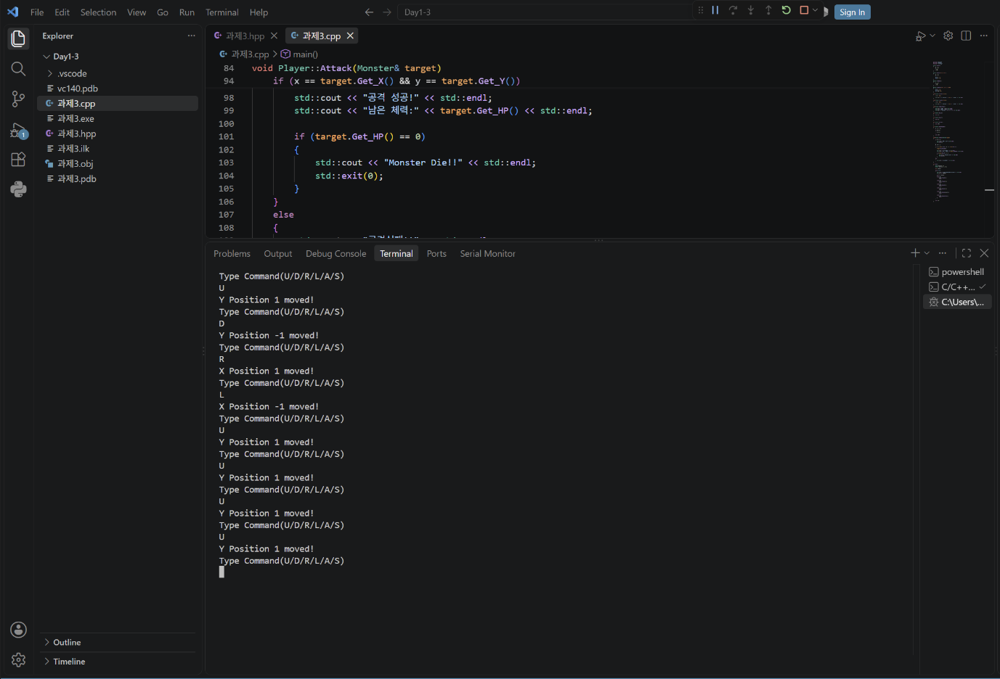 File Edit Selection View Go Run Terminal Help
Day1-3
Sign In
Explorer
Day1-3
.vscode
vc140.pdb
과제3.cpp
과제3.exe
과제3.hpp
과제3.ilk
과제3.obj
과제3.pdb
1
Outline
Timeline
과제3.hpp
과제3.cpp
과제3.cpp > main()
84 void Player::Attack(Monster& target)
94 if (x == target.Get_X() && y == target.Get_Y())
98 std::cout << "공격 성공!" << std::endl;
99 std::cout << "남은 체력:" << target.Get_HP() << std::endl;
100
101 if (target.Get_HP() == 0)
102 {
103 std::cout << "Monster Die!!" << std::endl;
104 std::exit(0);
105 }
106 }
107 else
108 {
Problems Output Debug Console Terminal Ports Serial Monitor
Type Command(U/D/R/L/A/S)
U
Y Position 1 moved!
Type Command(U/D/R/L/A/S)
D
Y Position -1 moved!
Type Command(U/D/R/L/A/S)
R
X Position 1 moved!
Type Command(U/D/R/L/A/S)
L
X Position -1 moved!
Type Command(U/D/R/L/A/S)
U
Y Position 1 moved!
Type Command(U/D/R/L/A/S)
U
Y Position 1 moved!
Type Command(U/D/R/L/A/S)
U
Y Position 1 moved!
Type Command(U/D/R/L/A/S)
U
Y Position 1 moved!
Type Command(U/D/R/L/A/S)
powershell
C/C++...
C:\Users\...